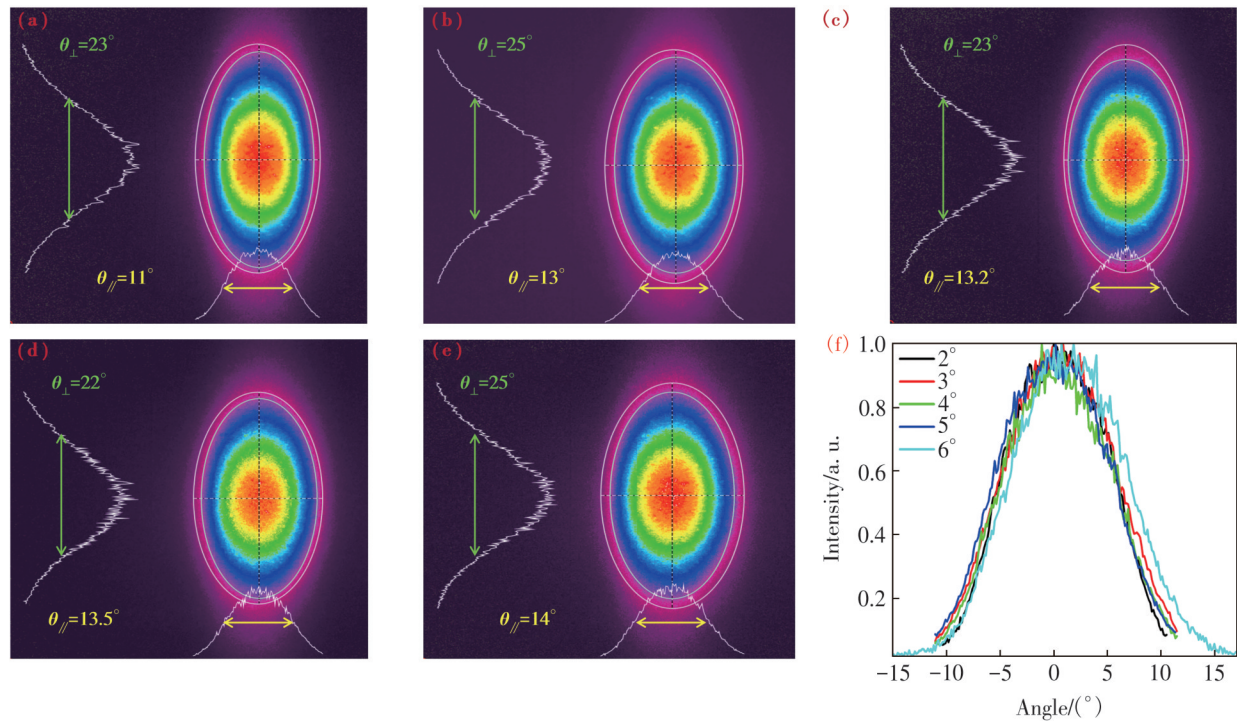 (a)
θ⊥=23°
θ//=11°
(b)
θ⊥=25°
θ//=13°
(c)
θ⊥=23°
θ//=13.2°
(d)
θ⊥=22°
θ//=13.5°
(e)
θ⊥=25°
θ//=14°
(f)
1.0
0.8
0.6
0.4
0.2
Intensity/a. u.
2°
3°
4°
5°
6°
−15 −10 −5 0 5 10 15
Angle/(°)